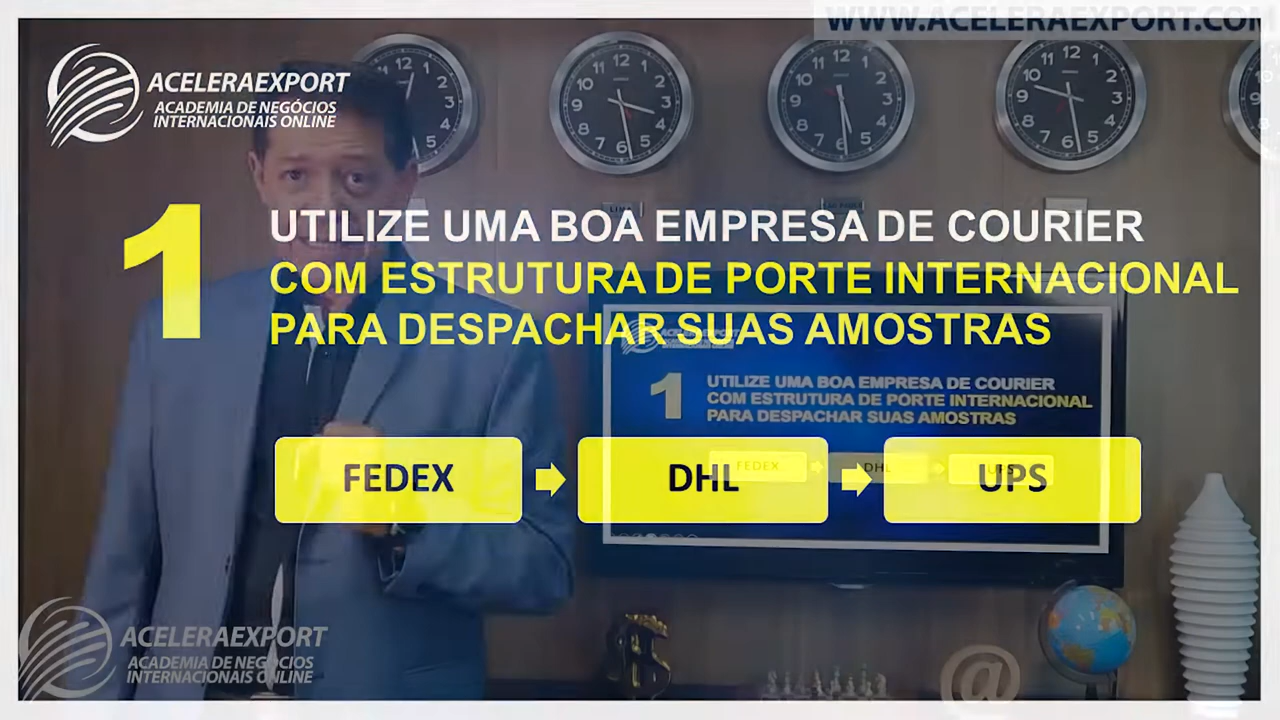 WWW.ACELERAEXPORT.COM
ACELERAEXPORT
ACADEMIA DE NEGÓCIOS
INTERNACIONAIS ONLINE
1
UTILIZE UMA BOA EMPRESA DE COURIER
COM ESTRUTURA DE PORTE INTERNACIONAL
PARA DESPACHAR SUAS AMOSTRAS
FEDEX
DHL
UPS
1
UTILIZE UMA BOA EMPRESA DE COURIER
COM ESTRUTURA DE PORTE INTERNACIONAL
PARA DESPACHAR SUAS AMOSTRAS
FEDEX
DHL
UPS
ACELERAEXPORT
ACADEMIA DE NEGÓCIOS
INTERNACIONAIS ONLINE
@